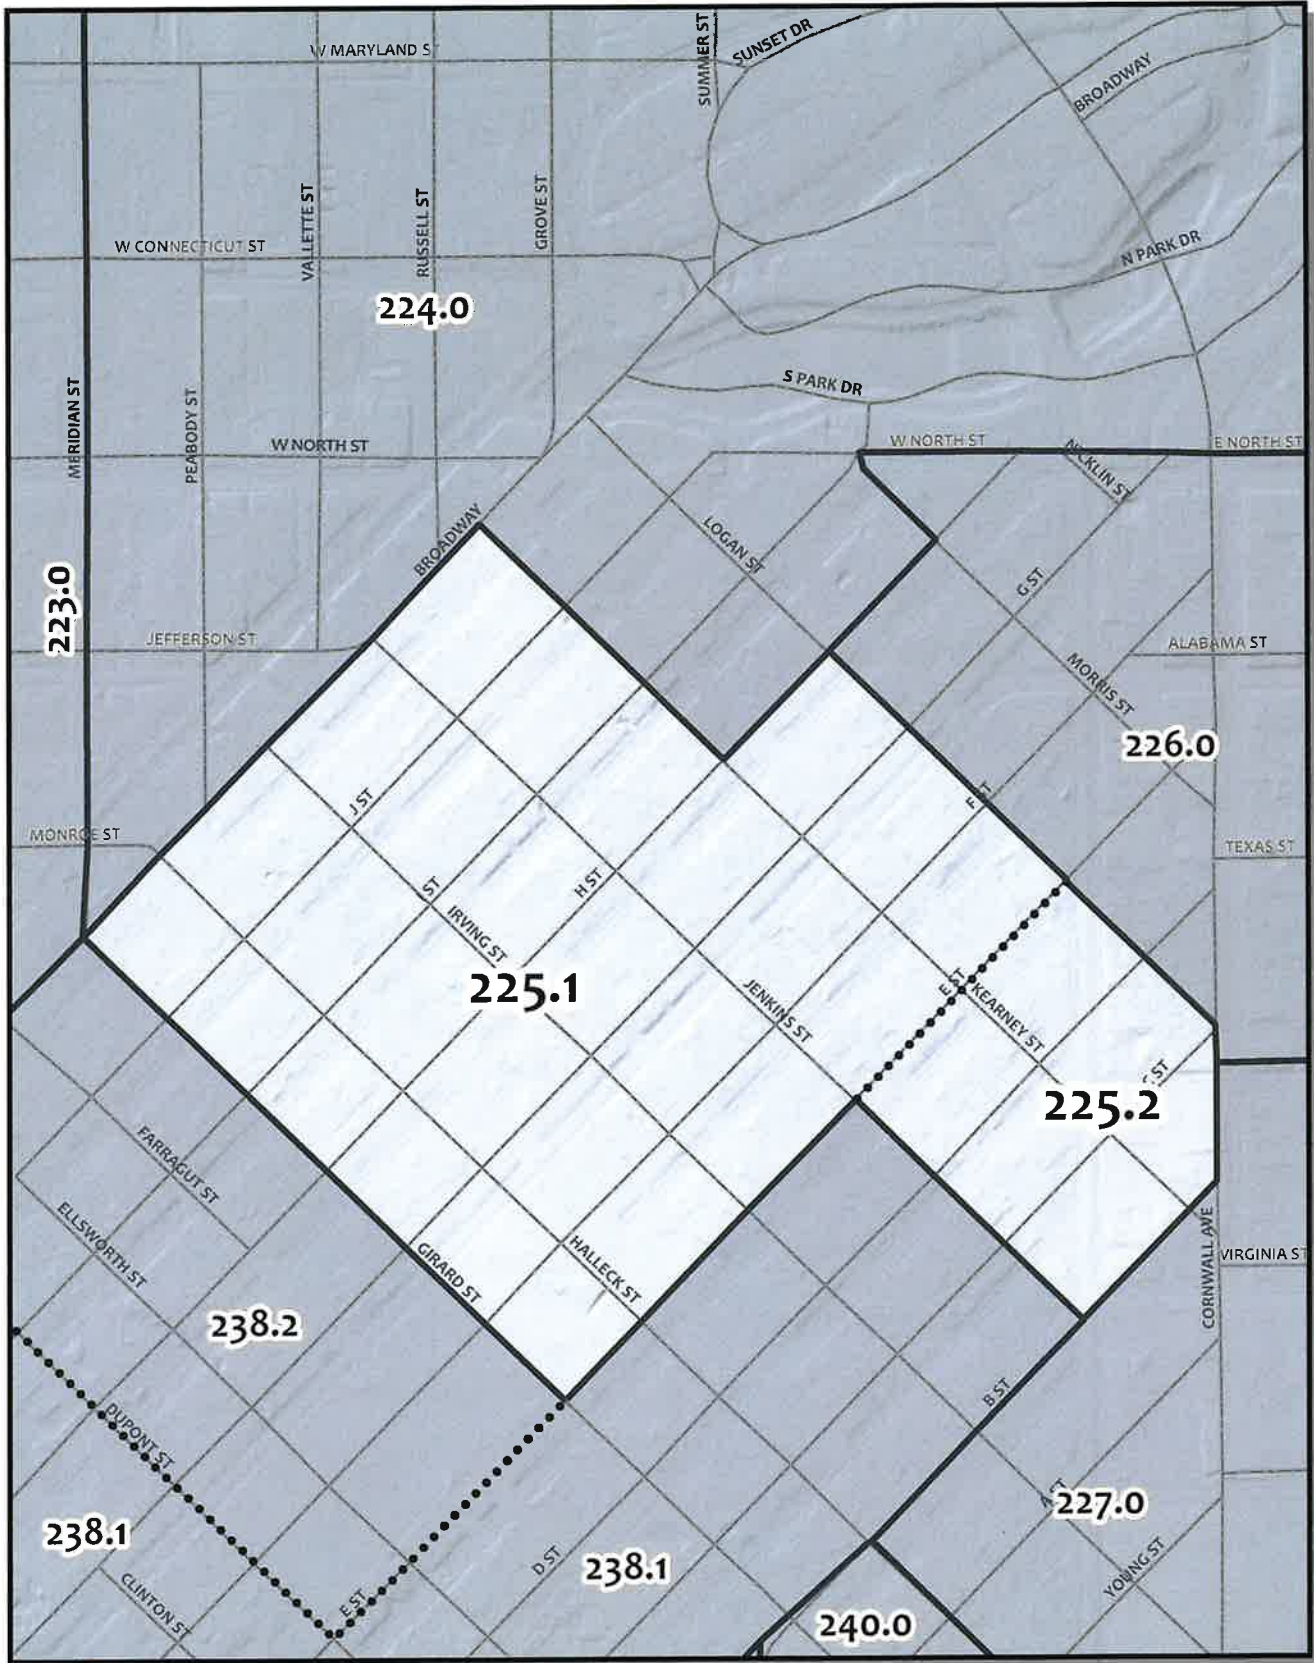 SUMMER ST
SUNSET DR
W MARYLAND ST
BROADWAY
VALLETTE ST
RUSSELL ST
GROVE ST
W CONNECTICUT ST
N PARK DR
224.0
MERIDIAN ST
PEABODY ST
S PARK DR
W NORTH ST
W NORTH ST
E NORTH ST
NICKLIN ST
BROADWAY
LOGAN ST
G ST
223.0
JEFFERSON ST
ALABAMA ST
MORRIS ST
226.0
J ST
F ST
MONROE ST
TEXAS ST
ST
H ST
IRVING ST
225.1
JENKINS ST
E ST
KEARNEY ST
C ST
225.2
FARRAGUT ST
ELLSWORTH ST
GIRARD ST
HALLECK ST
CORNWALL AVE
VIRGINIA ST
238.2
B ST
DUPONT ST
A ST
227.0
238.1
D ST
238.1
YOUNG ST
CLINTON ST
E ST
240.0